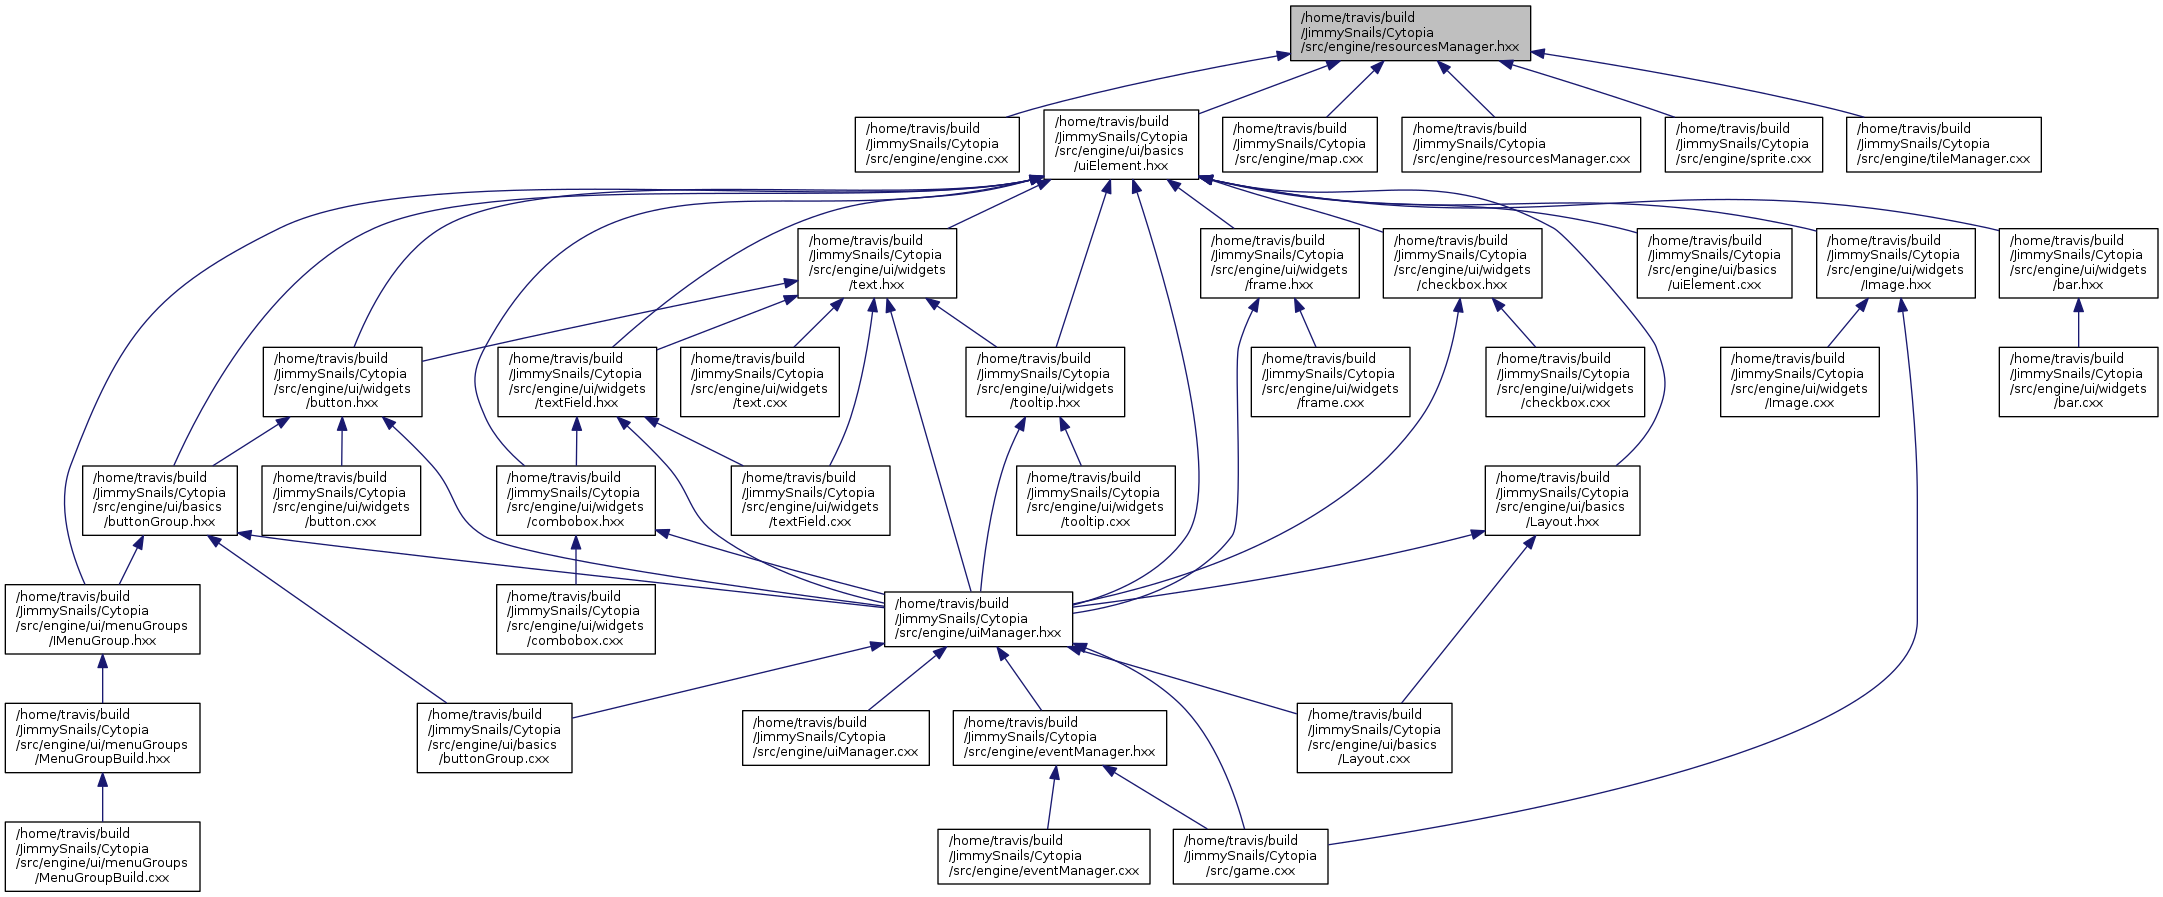 /home/travis/build
/JimmySnails/Cytopia
/src/engine/resourcesManager.hxx
/home/travis/build
/JimmySnails/Cytopia
/src/engine/engine.cxx
/home/travis/build
/JimmySnails/Cytopia
/src/engine/ui/basics
/uiElement.hxx
/home/travis/build
/JimmySnails/Cytopia
/src/engine/map.cxx
/home/travis/build
/JimmySnails/Cytopia
/src/engine/resourcesManager.cxx
/home/travis/build
/JimmySnails/Cytopia
/src/engine/sprite.cxx
/home/travis/build
/JimmySnails/Cytopia
/src/engine/tileManager.cxx
/home/travis/build
/JimmySnails/Cytopia
/src/engine/ui/widgets
/text.hxx
/home/travis/build
/JimmySnails/Cytopia
/src/engine/ui/widgets
/frame.hxx
/home/travis/build
/JimmySnails/Cytopia
/src/engine/ui/widgets
/checkbox.hxx
/home/travis/build
/JimmySnails/Cytopia
/src/engine/ui/basics
/uiElement.cxx
/home/travis/build
/JimmySnails/Cytopia
/src/engine/ui/widgets
/Image.hxx
/home/travis/build
/JimmySnails/Cytopia
/src/engine/ui/widgets
/bar.hxx
/home/travis/build
/JimmySnails/Cytopia
/src/engine/ui/widgets
/button.hxx
/home/travis/build
/JimmySnails/Cytopia
/src/engine/ui/widgets
/textField.hxx
/home/travis/build
/JimmySnails/Cytopia
/src/engine/ui/widgets
/text.cxx
/home/travis/build
/JimmySnails/Cytopia
/src/engine/ui/widgets
/tooltip.hxx
/home/travis/build
/JimmySnails/Cytopia
/src/engine/ui/widgets
/frame.cxx
/home/travis/build
/JimmySnails/Cytopia
/src/engine/ui/widgets
/checkbox.cxx
/home/travis/build
/JimmySnails/Cytopia
/src/engine/ui/widgets
/Image.cxx
/home/travis/build
/JimmySnails/Cytopia
/src/engine/ui/widgets
/bar.cxx
/home/travis/build
/JimmySnails/Cytopia
/src/engine/ui/basics
/buttonGroup.hxx
/home/travis/build
/JimmySnails/Cytopia
/src/engine/ui/widgets
/button.cxx
/home/travis/build
/JimmySnails/Cytopia
/src/engine/ui/widgets
/combobox.hxx
/home/travis/build
/JimmySnails/Cytopia
/src/engine/ui/widgets
/textField.cxx
/home/travis/build
/JimmySnails/Cytopia
/src/engine/ui/widgets
/tooltip.cxx
/home/travis/build
/JimmySnails/Cytopia
/src/engine/ui/basics
/Layout.hxx
/home/travis/build
/JimmySnails/Cytopia
/src/engine/ui/menuGroups
/IMenuGroup.hxx
/home/travis/build
/JimmySnails/Cytopia
/src/engine/ui/widgets
/combobox.cxx
/home/travis/build
/JimmySnails/Cytopia
/src/engine/uiManager.hxx
/home/travis/build
/JimmySnails/Cytopia
/src/engine/ui/menuGroups
/MenuGroupBuild.hxx
/home/travis/build
/JimmySnails/Cytopia
/src/engine/ui/basics
/buttonGroup.cxx
/home/travis/build
/JimmySnails/Cytopia
/src/engine/uiManager.cxx
/home/travis/build
/JimmySnails/Cytopia
/src/engine/eventManager.hxx
/home/travis/build
/JimmySnails/Cytopia
/src/engine/ui/basics
/Layout.cxx
/home/travis/build
/JimmySnails/Cytopia
/src/engine/ui/menuGroups
/MenuGroupBuild.cxx
/home/travis/build
/JimmySnails/Cytopia
/src/engine/eventManager.cxx
/home/travis/build
/JimmySnails/Cytopia
/src/game.cxx